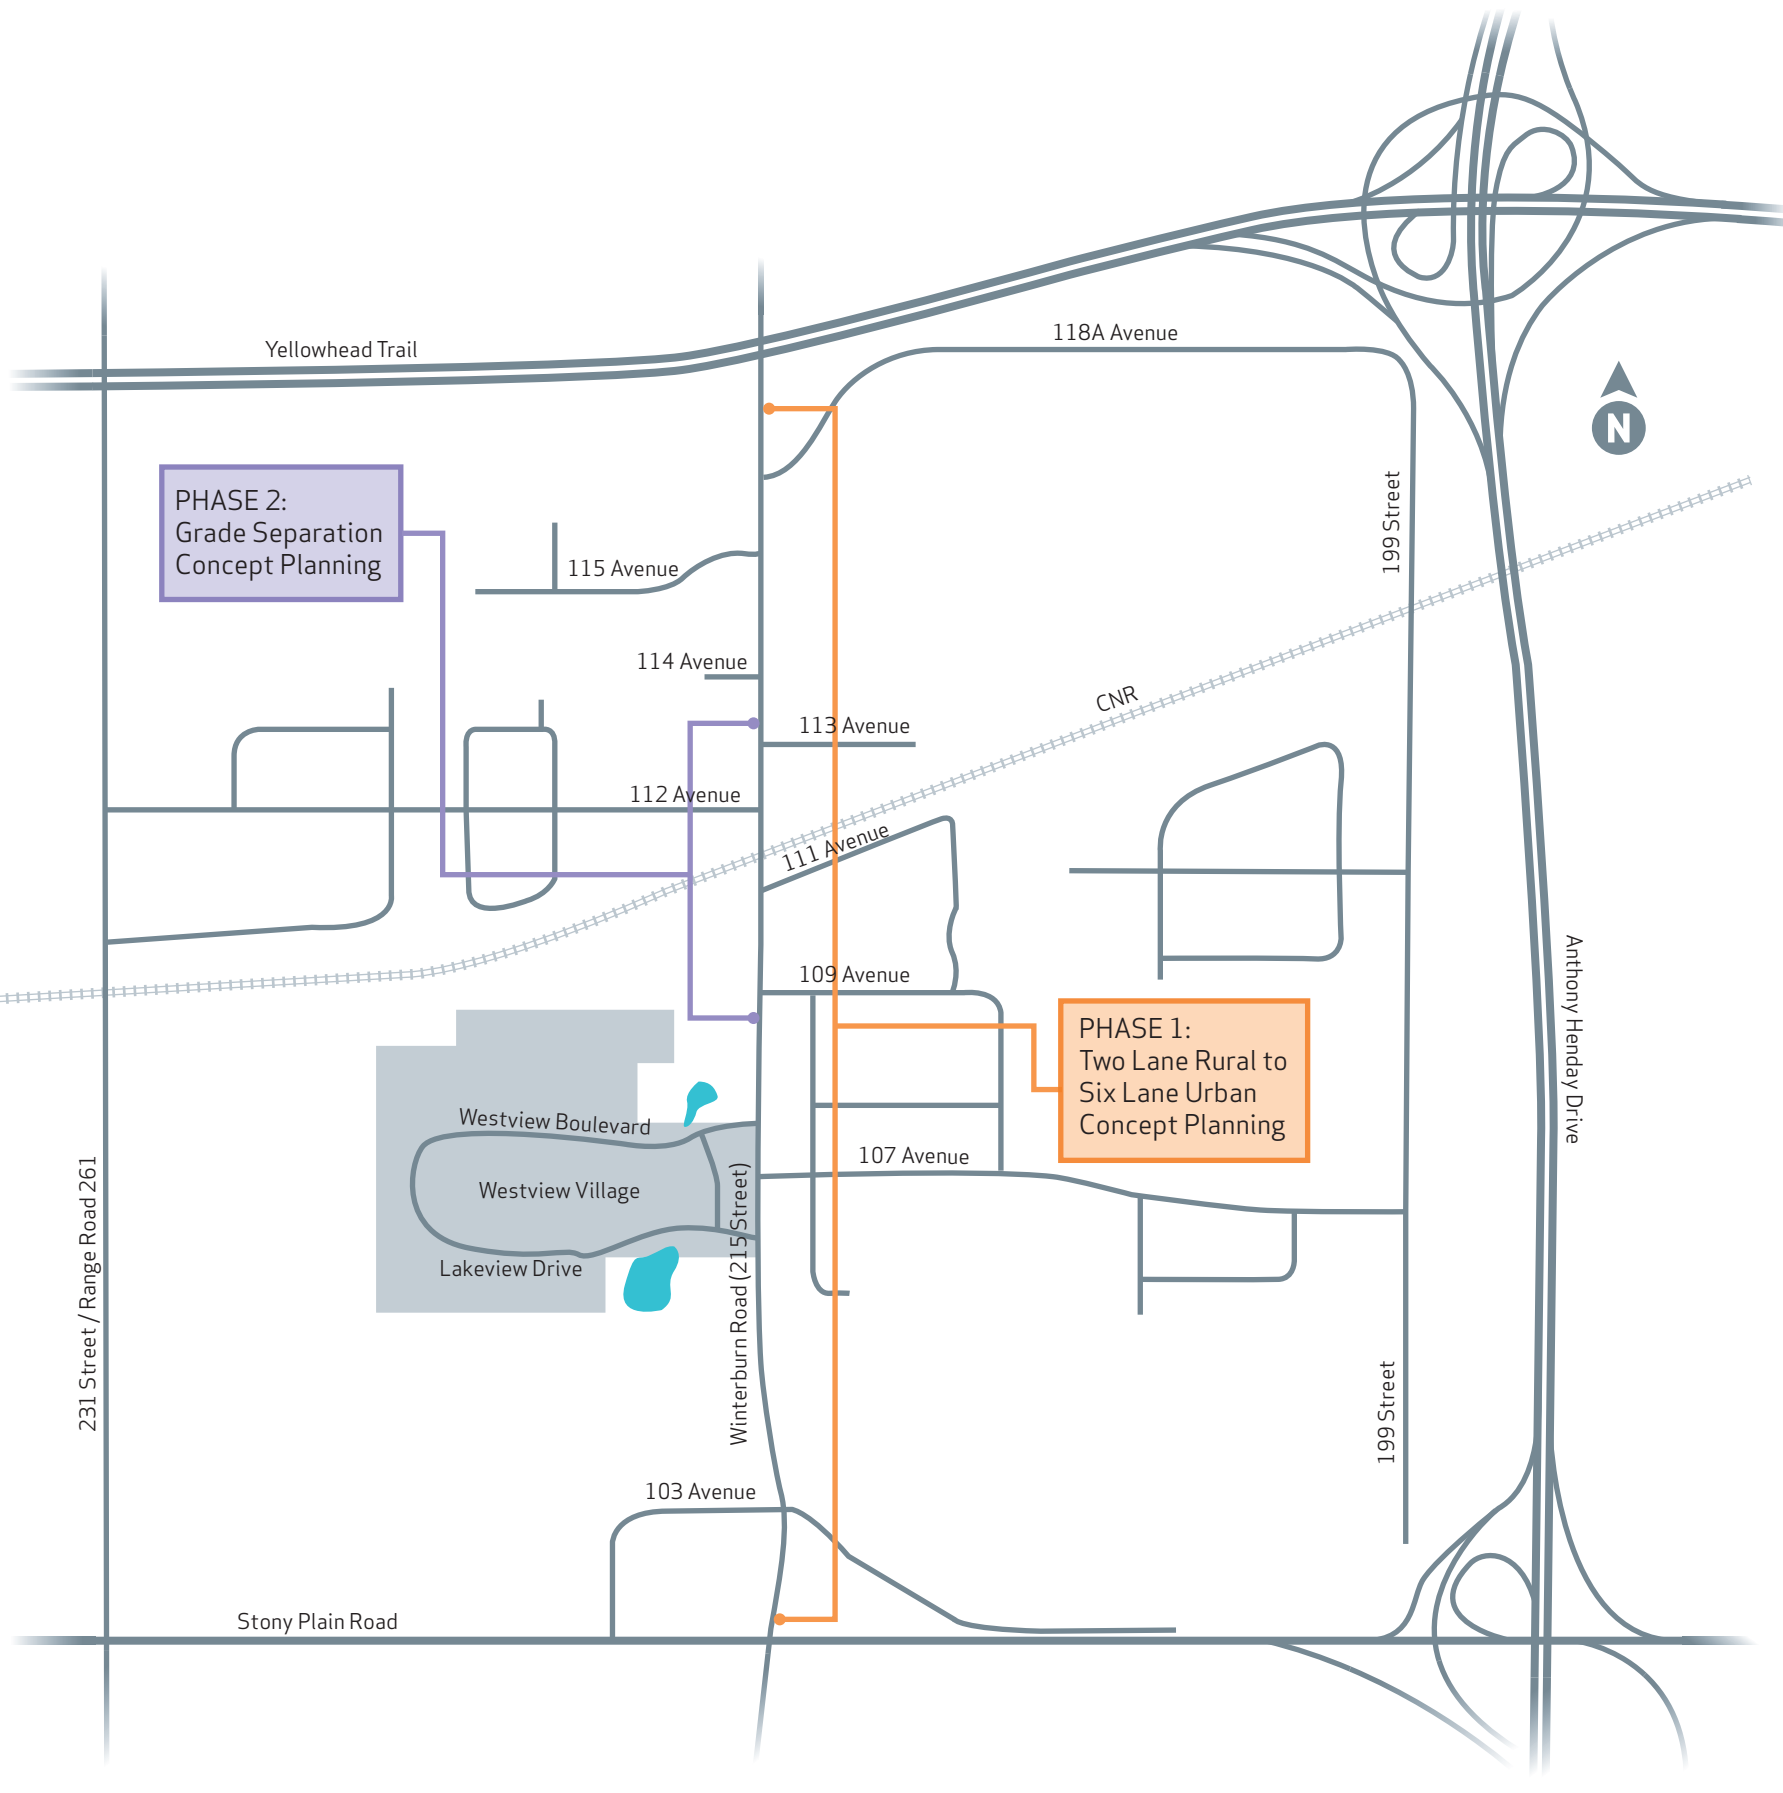 118A Avenue
Yellowhead Trail
N
199 Street
PHASE 2:
Grade Separation
Concept Planning
115 Avenue
114 Avenue
CNR
113 Avenue
112 Avenue
111 Avenue
109 Avenue
Anthony Henday Drive
PHASE 1:
Two Lane Rural to
Six Lane Urban
Concept Planning
Westview Boulevard
107 Avenue
Westview Village
Lakeview Drive
231 Street / Range Road 261
Winterburn Road (215 Street)
199 Street
103 Avenue
Stony Plain Road